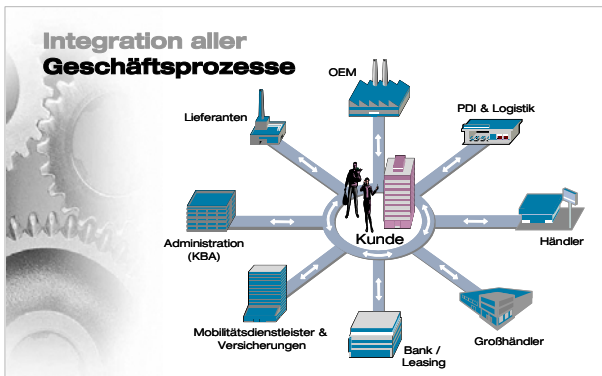 Integration aller
Geschäftsprozesse
OEM
PDI & Logistik
Lieferanten
Administration
(KBA)
Kunde
Händler
Mobilitätsdienstleister &
Versicherungen
Bank /
Leasing
Großhändler